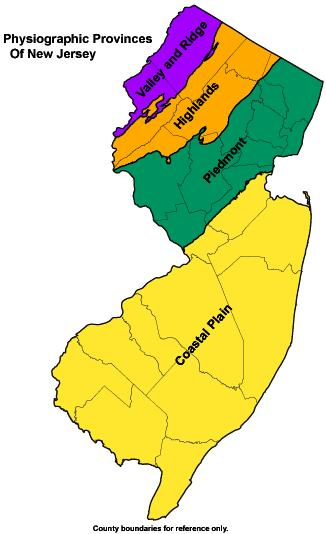 Physiographic Provinces
Of New Jersey
Valley and Ridge
Highlands
Piedmont
Coastal Plain
County boundaries for reference only.